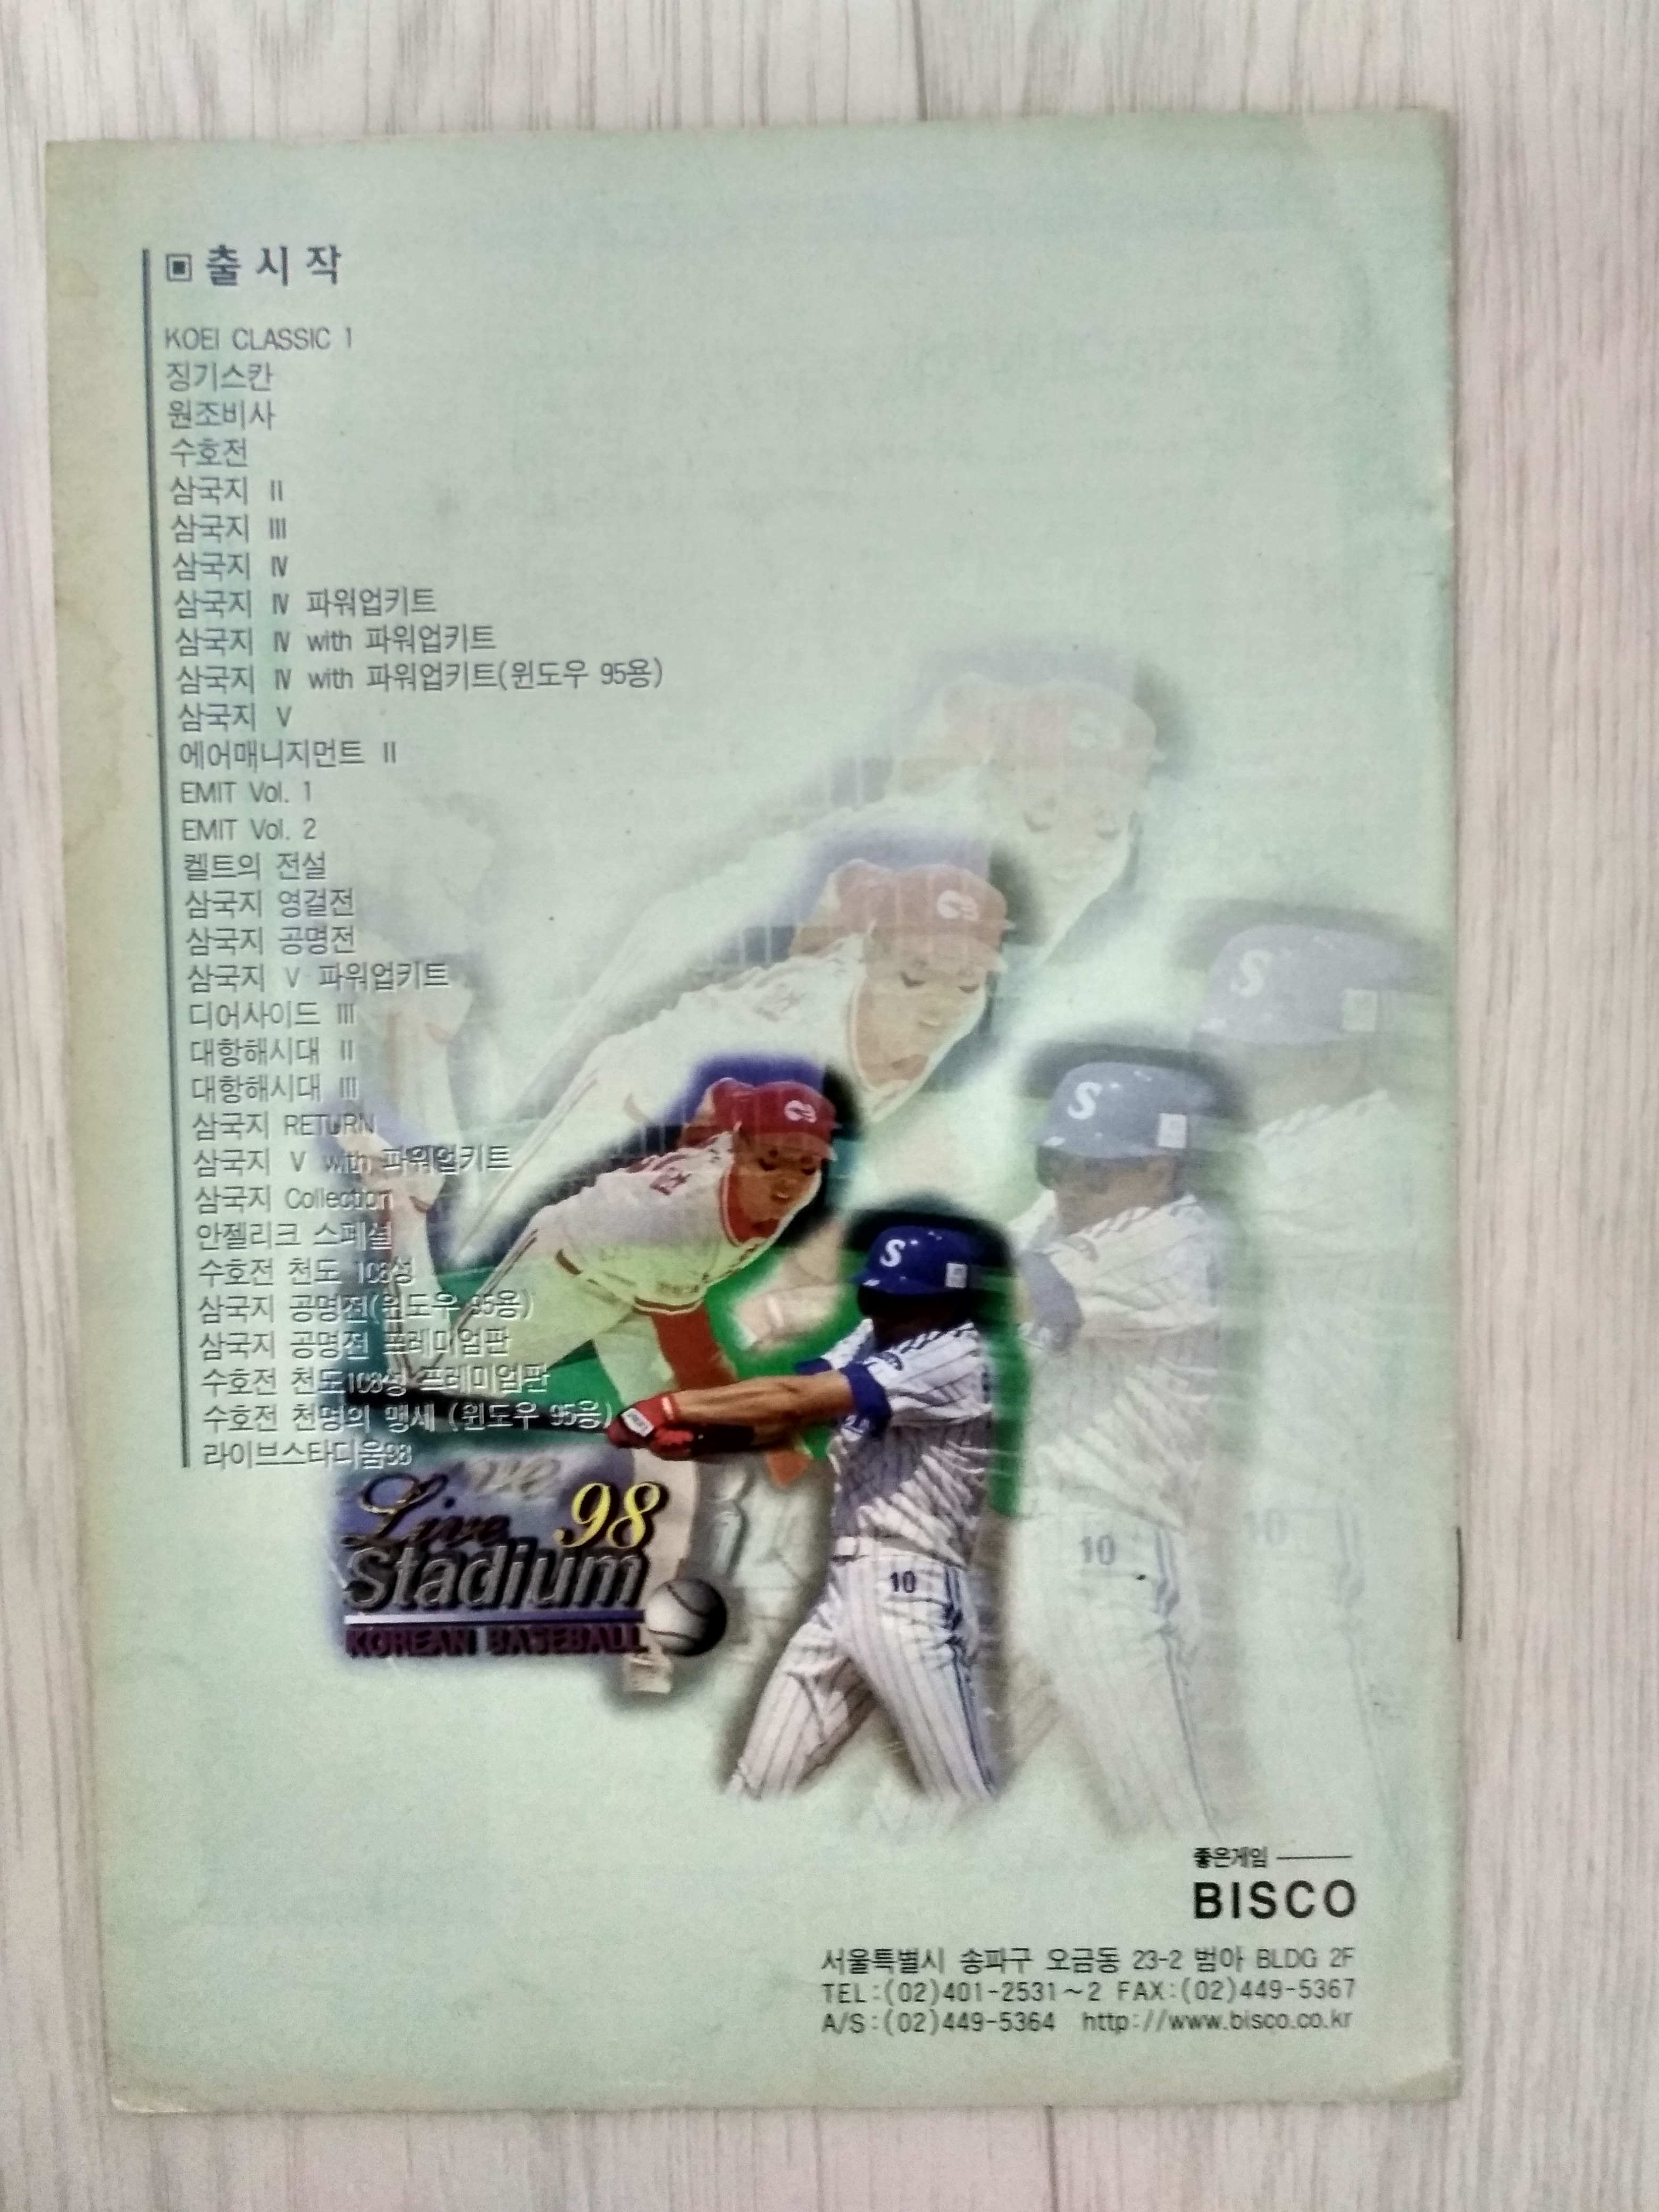 ▣ 출시작
KOEI CLASSIC 1
징기스칸
원조비사
수호전
삼국지 II
삼국지 III
삼국지 IV
삼국지 IV 파워업키트
삼국지 IV with 파워업키트
삼국지 IV with 파워업키트(윈도우 95용)
삼국지 V
에어매니지먼트 II
EMIT Vol. 1
EMIT Vol. 2
켈트의 전설
삼국지 영걸전
삼국지 공명전
삼국지 V 파워업키트
디어사이드 III
대항해시대 II
대항해시대 III
삼국지 RETURN
삼국지 V with 파워업키트
삼국지 Collection
안젤리크 스페셜
수호전 천도 108성
삼국지 공명전(윈도우 95용)
삼국지 공명전 프레미업판
수호전 천도108성 프레미업판
수호전 천명의 맹세 (윈도우 95용)
라이브스타디움98
Live 98
Stadium
KOREAN BASEBALL
S
S
S
10
10
10
좋은게임
BISCO
서울특별시 송파구 오금동 23-2 범아 BLDG 2F
TEL:(02)401-2531~2 FAX:(02)449-5367
A/S:(02)449-5364 http://www.bisco.co.kr